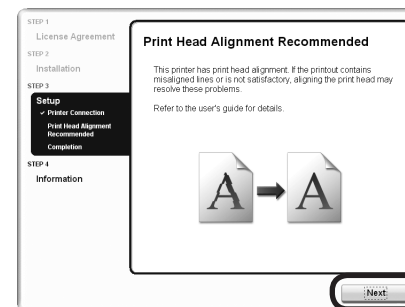 STEP 1
License Agreement
STEP 2
Installation
STEP 3
Setup
✓ Printer Connection
Print Head Alignment
Recommended
Completion
STEP 4
Information
Print Head Alignment Recommended
This printer has print head alignment. If the printout contains
misaligned lines or is not satisfactory, aligning the print head may
resolve these problems.
Refer to the user's guide for details.
A A
Next